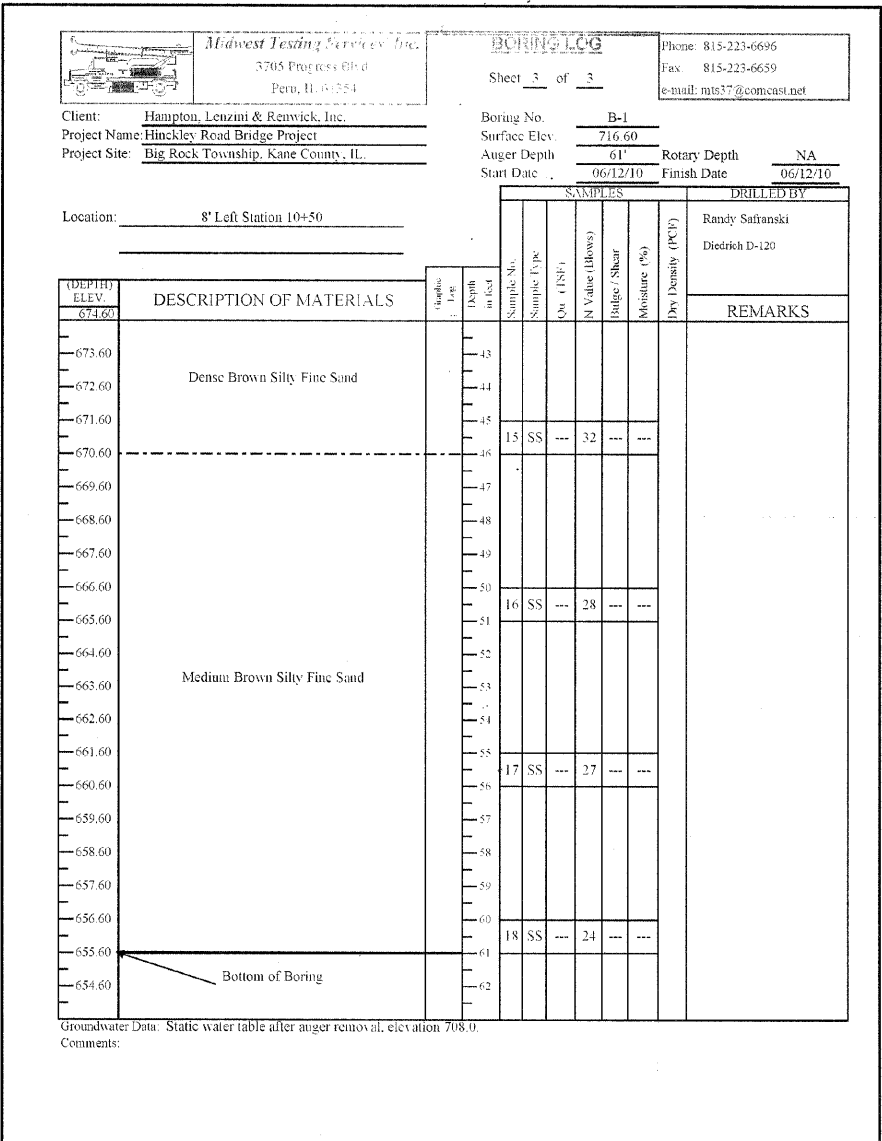 Midwest Testing Services, Inc.
3705 Progress Blvd
Peru, IL 61354
BORING LOG
Sheet 3 of 3
Phone: 815-223-6696
Fax: 815-223-6659
e-mail: mts37@comcast.net
Client: Hampton, Lenzini & Renwick, Inc.
Project Name: Hinckley Road Bridge Project
Project Site: Big Rock Township, Kane County, IL.
Boring No. B-1
Surface Elev. 716.60
Auger Depth 61' Rotary Depth NA
Start Date 06/12/10 Finish Date 06/12/10
Location: 8' Left Station 10+50
SAMPLES
DRILLED BY
Randy Safranski
Diedrich D-120
(DEPTH)
ELEV.
674.60
DESCRIPTION OF MATERIALS
Graphic Log
Depth in feet
Sample No.
Sample Type
Qu (TSF)
N Value (Blows)
Bulge / Shear
Moisture (%)
Dry Density (PCF)
REMARKS
673.60 43
Dense Brown Silty Fine Sand
672.60 44
671.60 45
15 SS --- 32 --- ---
670.60 46
669.60 47
668.60 48
667.60 49
666.60 50
16 SS --- 28 --- ---
665.60 51
664.60 52
Medium Brown Silty Fine Sand
663.60 53
662.60 54
661.60 55
17 SS --- 27 --- ---
660.60 56
659.60 57
658.60 58
657.60 59
656.60 60
18 SS --- 24 --- ---
655.60 61
Bottom of Boring
654.60 62
Groundwater Data: Static water table after auger removal, elevation 708.0.
Comments: